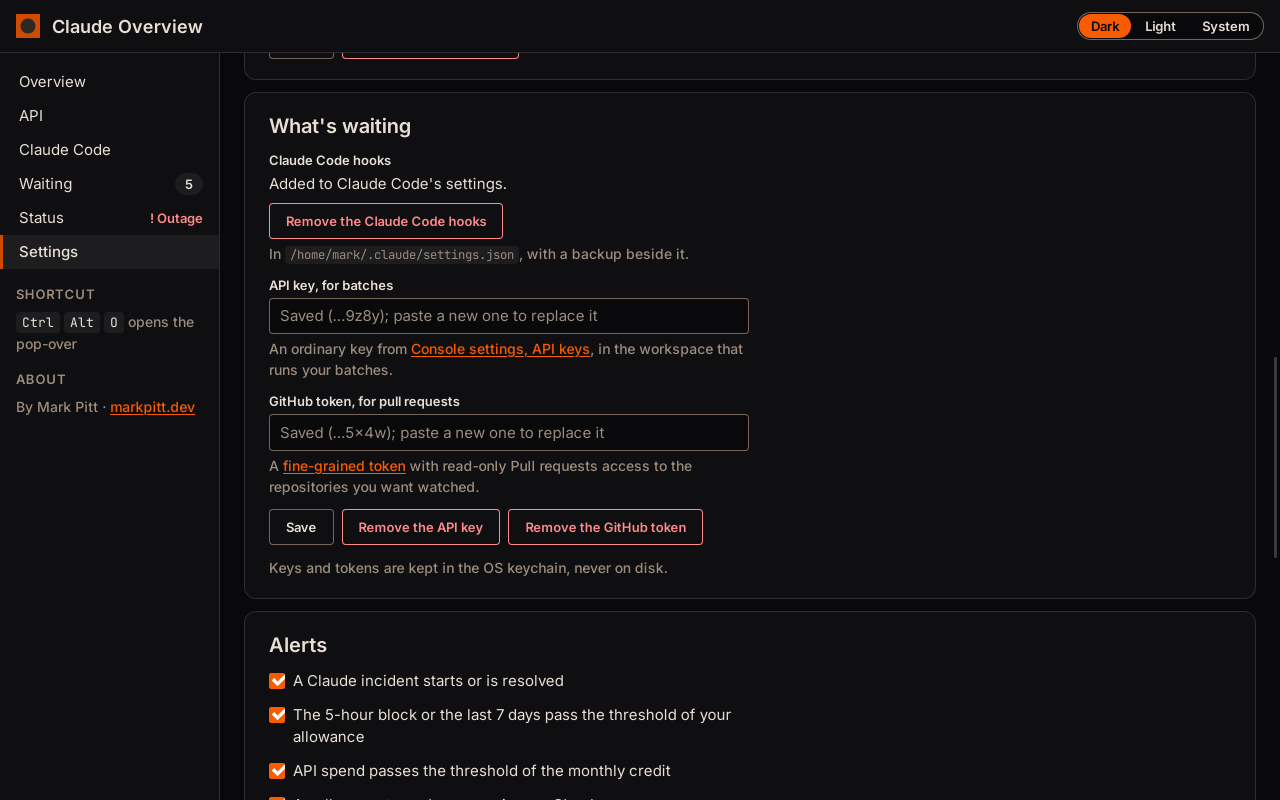 Claude Overview
Dark
Light
System
Overview
API
Claude Code
Waiting
5
Status
! Outage
Settings
SHORTCUT
Ctrl Alt O opens the
pop-over
ABOUT
By Mark Pitt · markpitt.dev
What's waiting
Claude Code hooks
Added to Claude Code's settings.
Remove the Claude Code hooks
In /home/mark/.claude/settings.json, with a backup beside it.
API key, for batches
Saved (…9z8y); paste a new one to replace it
An ordinary key from Console settings, API keys, in the workspace that
runs your batches.
GitHub token, for pull requests
Saved (…5×4w); paste a new one to replace it
A fine-grained token with read-only Pull requests access to the
repositories you want watched.
Save
Remove the API key
Remove the GitHub token
Keys and tokens are kept in the OS keychain, never on disk.
Alerts
A Claude incident starts or is resolved
The 5-hour block or the last 7 days pass the threshold of your
allowance
API spend passes the threshold of the monthly credit